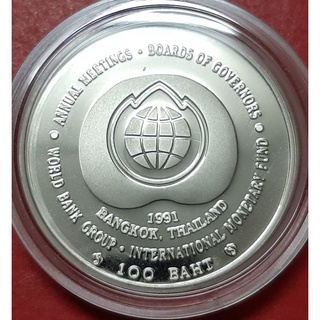 ANNUAL MEETINGS • BOARDS OF GOVERNORS •
WORLD BANK GROUP • INTERNATIONAL MONETARY FUND
1991
BANGKOK, THAILAND
100 BAHT